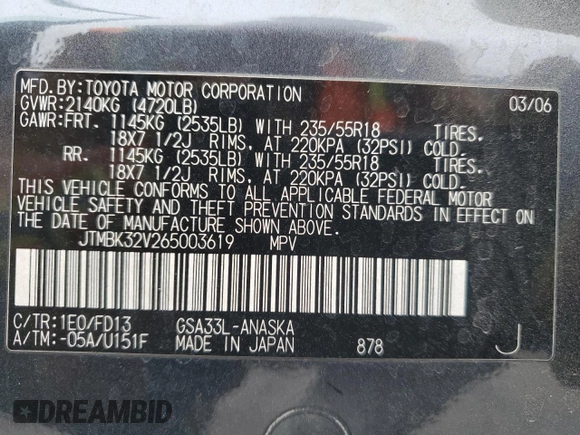 MFD.BY:TOYOTA MOTOR CORPORATION 03/06
GVWR:2140KG (4720LB)
GAWR:FRT. 1145KG (2535LB) WITH 235/55R18 TIRES.
18X7 1/2J RIMS. AT 220KPA (32PSI) COLD.
RR. 1145KG (2535LB) WITH 235/55R18 TIRES.
18X7 1/2J RIMS. AT 220KPA (32PSI) COLD.
THIS VEHICLE CONFORMS TO ALL APPLICABLE FEDERAL MOTOR
VEHICLE SAFETY AND THEFT PREVENTION STANDARDS IN EFFECT ON
THE DATE OF MANUFACTURE SHOWN ABOVE.
JTMBK32V265003619 MPV
C/TR:1E0/FD13 GSA33L-ANASKA
A/TM:-05A/U151F MADE IN JAPAN 878 J
DREAMBID